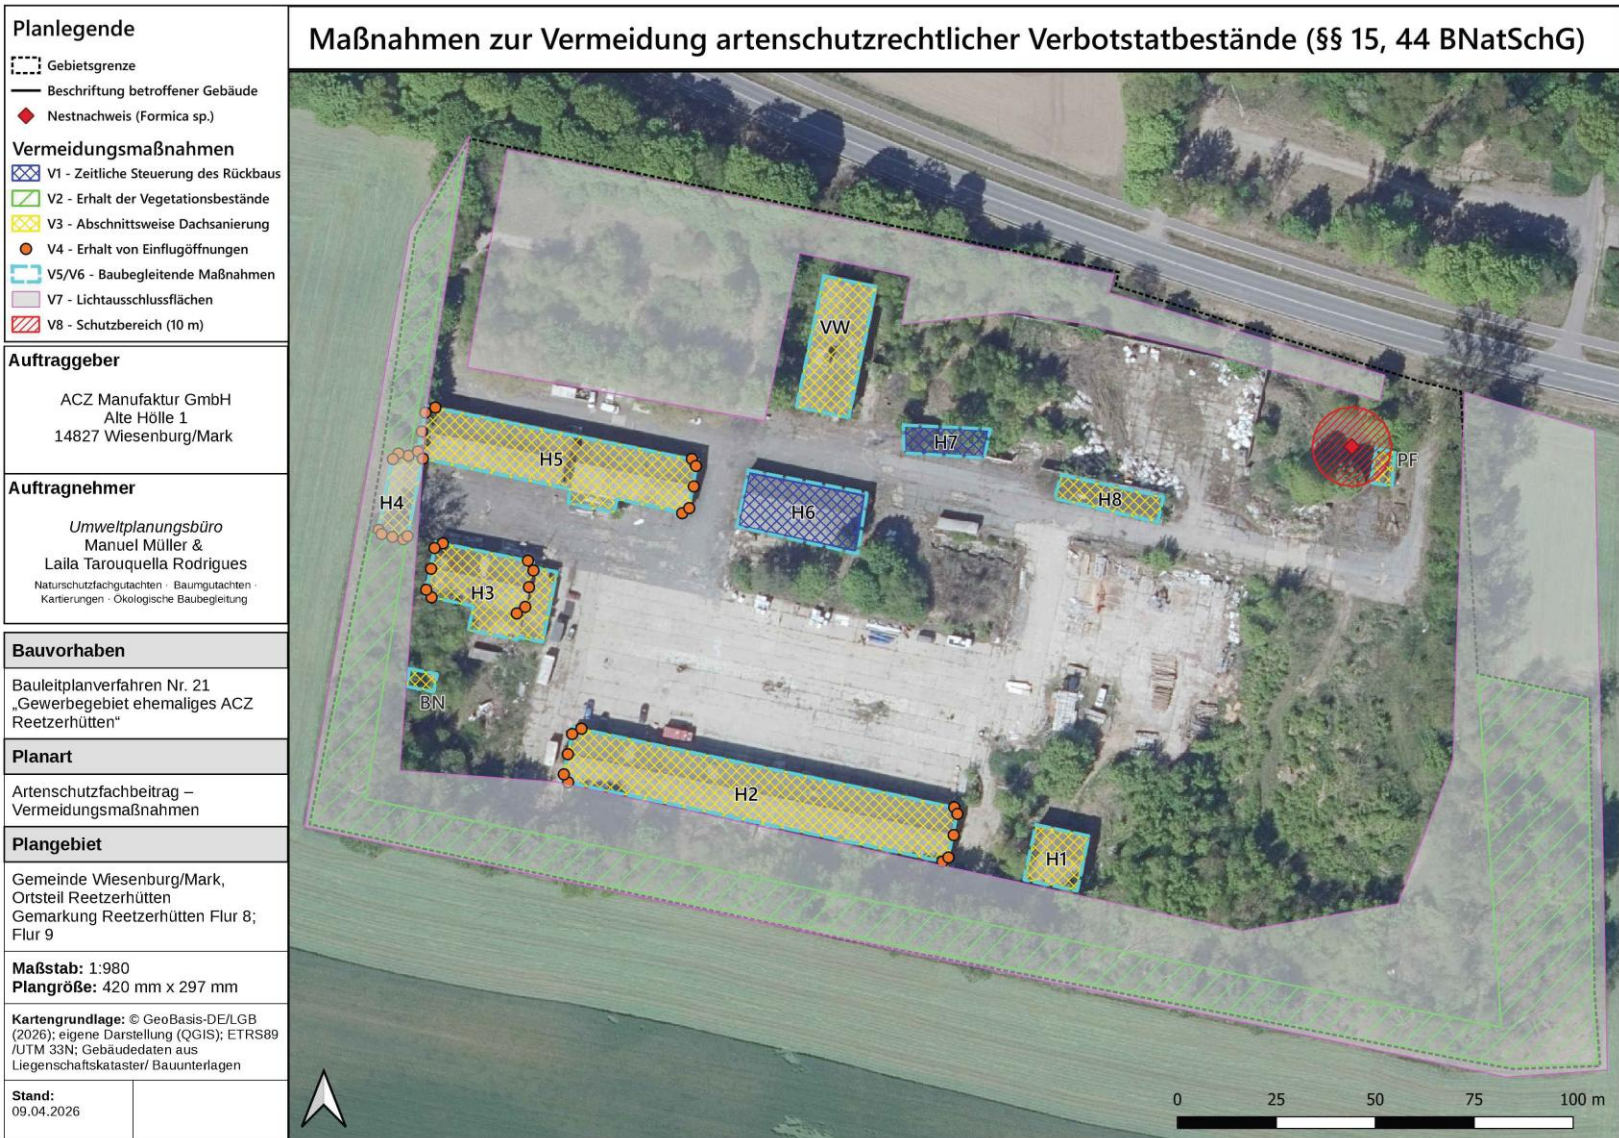 Planlegende
Gebietsgrenze
Beschriftung betroffener Gebäude
Nestnachweis (Formica sp.)
Vermeidungsmaßnahmen
V1 - Zeitliche Steuerung des Rückbaus
V2 - Erhalt der Vegetationsbestände
V3 - Abschnittsweise Dachsanierung
V4 - Erhalt von Einflugöffnungen
V5/V6 - Baubegleitende Maßnahmen
V7 - Lichtausschlussflächen
V8 - Schutzbereich (10 m)
Auftraggeber
ACZ Manufaktur GmbH
Alte Hölle 1
14827 Wiesenburg/Mark
Auftragnehmer
Umweltplanungsbüro
Manuel Müller &
Laila Tarouquella Rodrigues
Naturschutzfachgutachten · Baumgutachten ·
Kartierungen · Ökologische Baubegleitung
Bauvorhaben
Bauleitplanverfahren Nr. 21
„Gewerbegebiet ehemaliges ACZ
Reetzerhütten“
Planart
Artenschutzfachbeitrag –
Vermeidungsmaßnahmen
Plangebiet
Gemeinde Wiesenburg/Mark,
Ortsteil Reetzerhütten
Gemarkung Reetzerhütten Flur 8;
Flur 9
Maßstab: 1:980
Plangröße: 420 mm x 297 mm
Kartengrundlage: © GeoBasis-DE/LGB
(2026); eigene Darstellung (QGIS); ETRS89
/UTM 33N; Gebäudedaten aus
Liegenschaftskataster/ Bauunterlagen
Stand:
09.04.2026
Maßnahmen zur Vermeidung artenschutzrechtlicher Verbotstatbestände (§§ 15, 44 BNatSchG)
VW
H7
H5
PF
H8
H4
H6
H3
BN
H2
H1
0 25 50 75 100 m